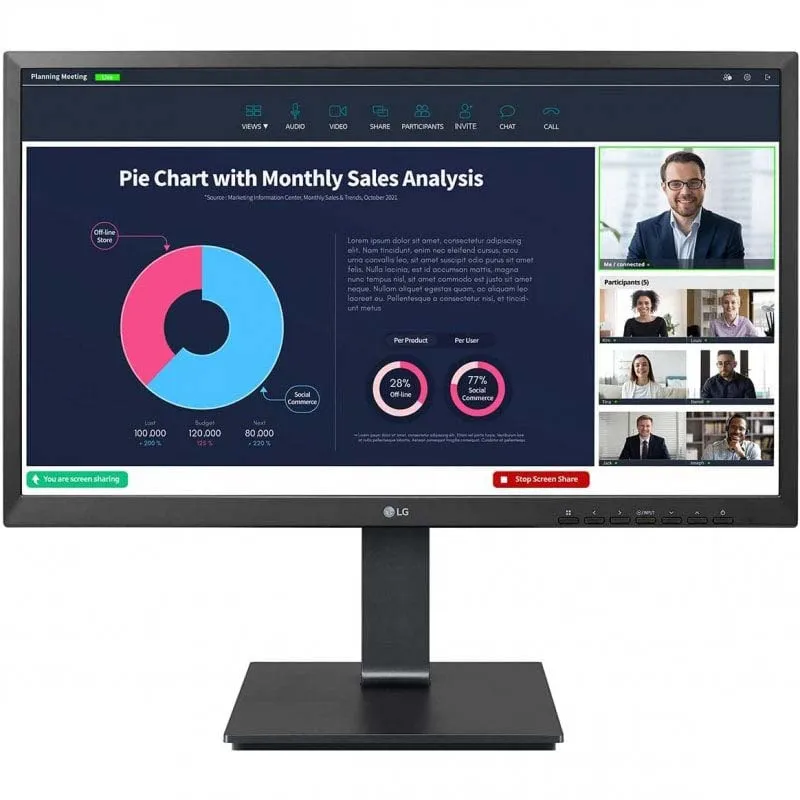 Planning Meeting
Live
VIEWS ▼
AUDIO
VIDEO
SHARE
PARTICIPANTS
INVITE
CHAT
CALL
Pie Chart with Monthly Sales Analysis
*Source : Marketing Information Center, Monthly Sales & Trends, October 2021
Off-line
Store
Social
Commerce
Last
100,000
+ 200 %
Budget
120,000
125 %
Next
80,000
+ 220 %
Lorem ipsum dolor sit amet, consectetur adipiscing
elit. Nam tincidunt, enim nec eleifend cursus, arcu
urna convallis leo, sit amet suscipit odio purus sit amet
felis. Nulla lacinia, est id accumsan mattis, magna
nunc tempus nisl, sit amet commodo est justo sit amet
neque. Nullam aliquet egestas quam, ac aliquam leo
laoreet eu. Pellentesque a consectetur nisi, et tincid-
unt metus
Per Product
Per User
28%
Off-line
77%
Social
Commerce
Me / connected
Participants (5)
Kim
Louis
Tina
Daniel
Jack
Joseph
You are screen sharing
Stop Screen Share
LG
/INPUT